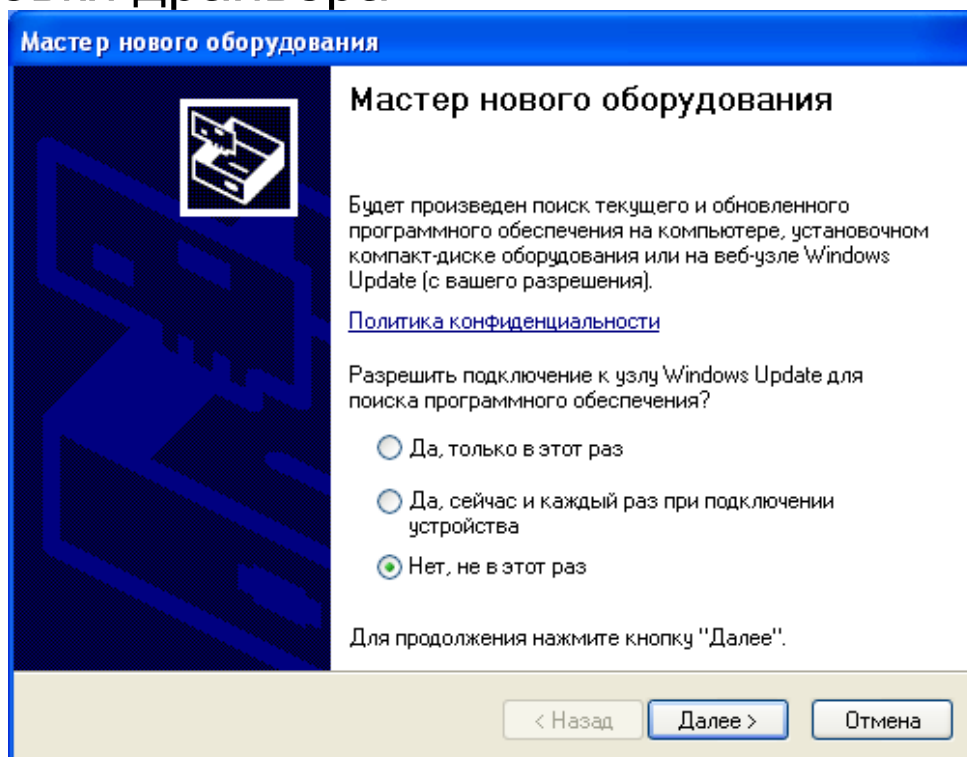 Мастер нового оборудования
Мастер нового оборудования
Будет произведен поиск текущего и обновленного
программного обеспечения на компьютере, установочном
компакт-диске оборудования или на веб-узле Windows
Update (с вашего разрешения).
Политика конфиденциальности
Разрешить подключение к узлу Windows Update для
поиска программного обеспечения?
Да, только в этот раз
Да, сейчас и каждый раз при подключении
устройства
Нет, не в этот раз
Для продолжения нажмите кнопку "Далее".
< Назад
Далее >
Отмена